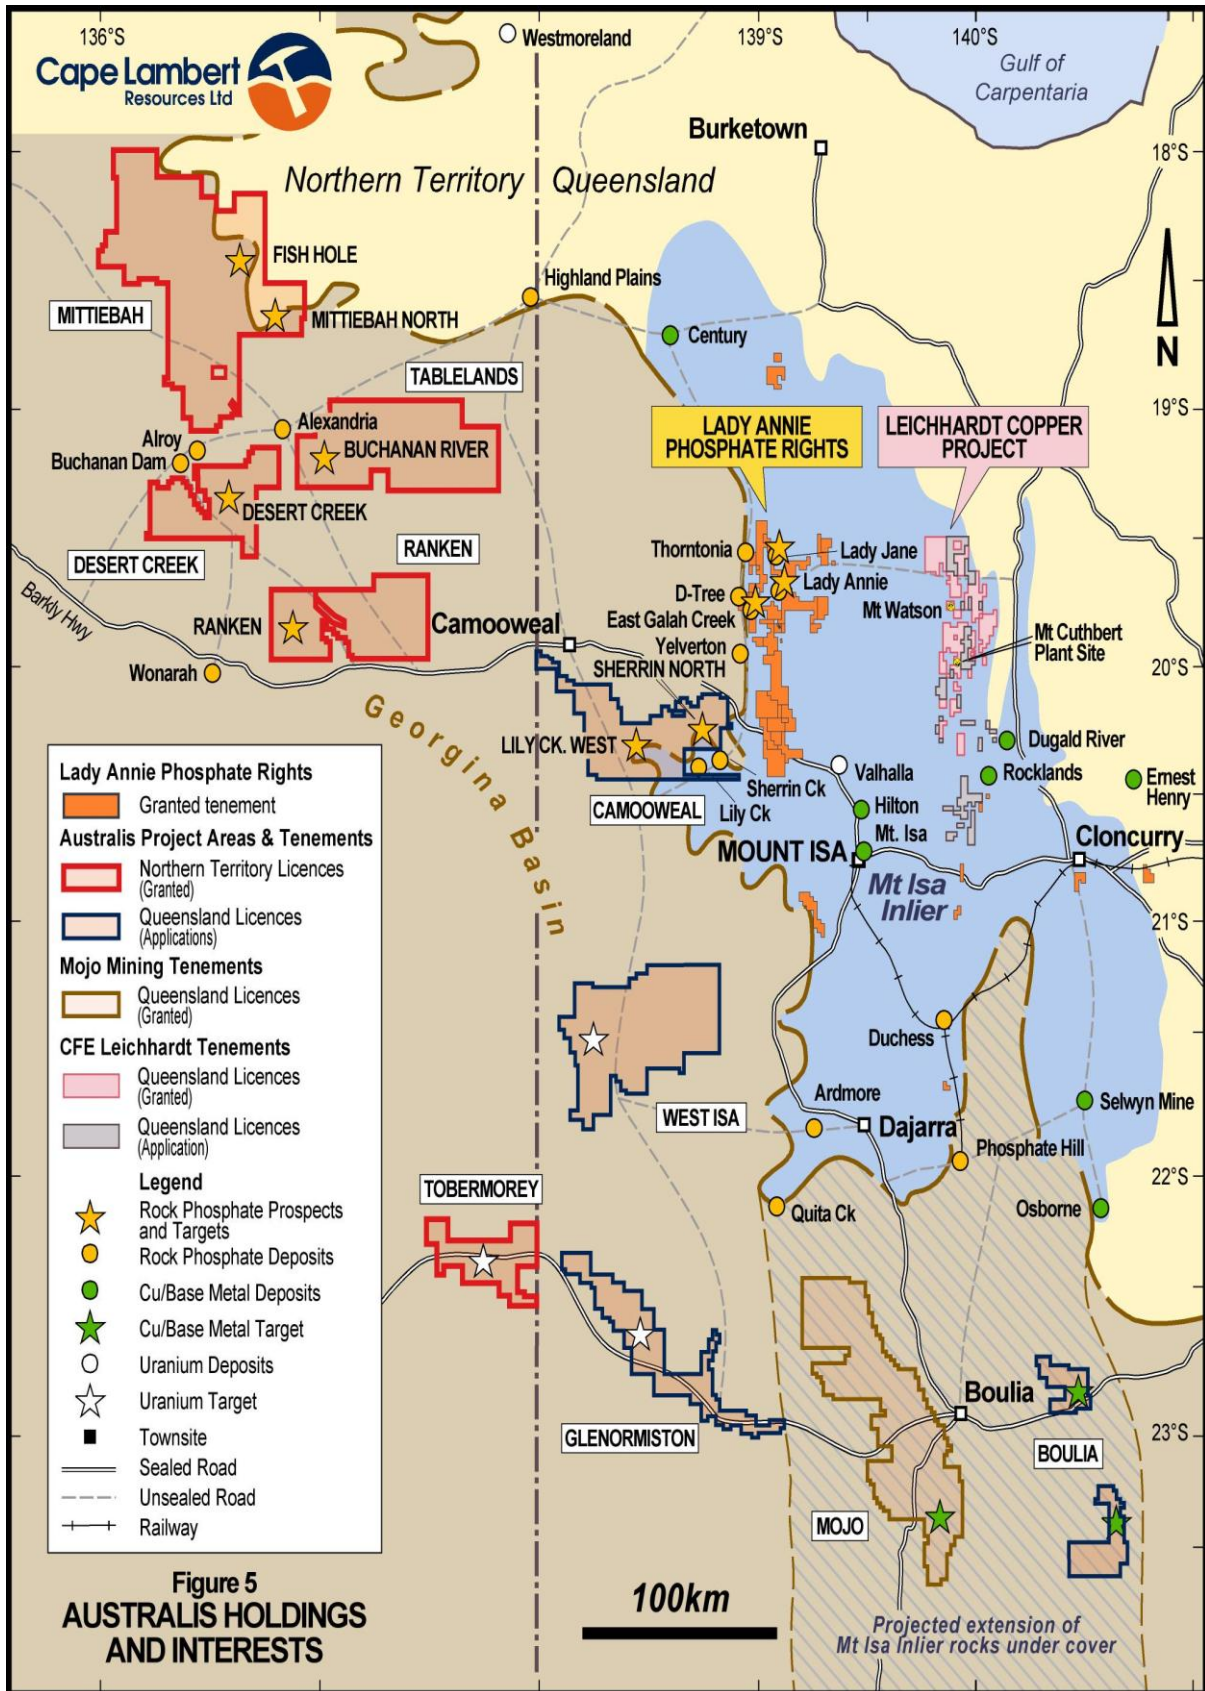 136°S
139°S
140°S
Westmoreland
Cape Lambert
Resources Ltd
Gulf of
Carpentaria
Burketown
18°S
Northern Territory
Queensland
FISH HOLE
Highland Plains
MITTIEBAH
MITTIEBAH NORTH
Century
N
TABLELANDS
19°S
Alexandria
LADY ANNIE
PHOSPHATE RIGHTS
LEICHHARDT COPPER
PROJECT
Alroy
Buchanan Dam
BUCHANAN RIVER
DESERT CREEK
DESERT CREEK
RANKEN
Thorntonia
Lady Jane
Lady Annie
D-Tree
East Galah Creek
Mt Watson
Barkly Hwy
RANKEN
Camooweal
Mt Cuthbert
Plant Site
Yelverton
SHERRIN NORTH
20°S
Wonarah
Georgina Basin
LILY CK. WEST
Dugald River
Valhalla
Rocklands
Ernest
Henry
Sherrin Ck
Lily Ck
CAMOOWEAL
Hilton
Mt. Isa
MOUNT ISA
Cloncurry
Mt Isa
Inlier
21°S
Duchess
Ardmore
Selwyn Mine
WEST ISA
Dajarra
Phosphate Hill
22°S
TOBERMOREY
Quita Ck
Osborne
Boulia
GLENORMISTON
23°S
BOULIA
MOJO
Lady Annie Phosphate Rights
Granted tenement
Australis Project Areas & Tenements
Northern Territory Licences
(Granted)
Queensland Licences
(Applications)
Mojo Mining Tenements
Queensland Licences
(Granted)
CFE Leichhardt Tenements
Queensland Licences
(Granted)
Queensland Licences
(Application)
Legend
Rock Phosphate Prospects
and Targets
Rock Phosphate Deposits
Cu/Base Metal Deposits
Cu/Base Metal Target
Uranium Deposits
Uranium Target
Townsite
Sealed Road
Unsealed Road
Railway
Figure 5
AUSTRALIS HOLDINGS
AND INTERESTS
100km
Projected extension of
Mt Isa Inlier rocks under cover